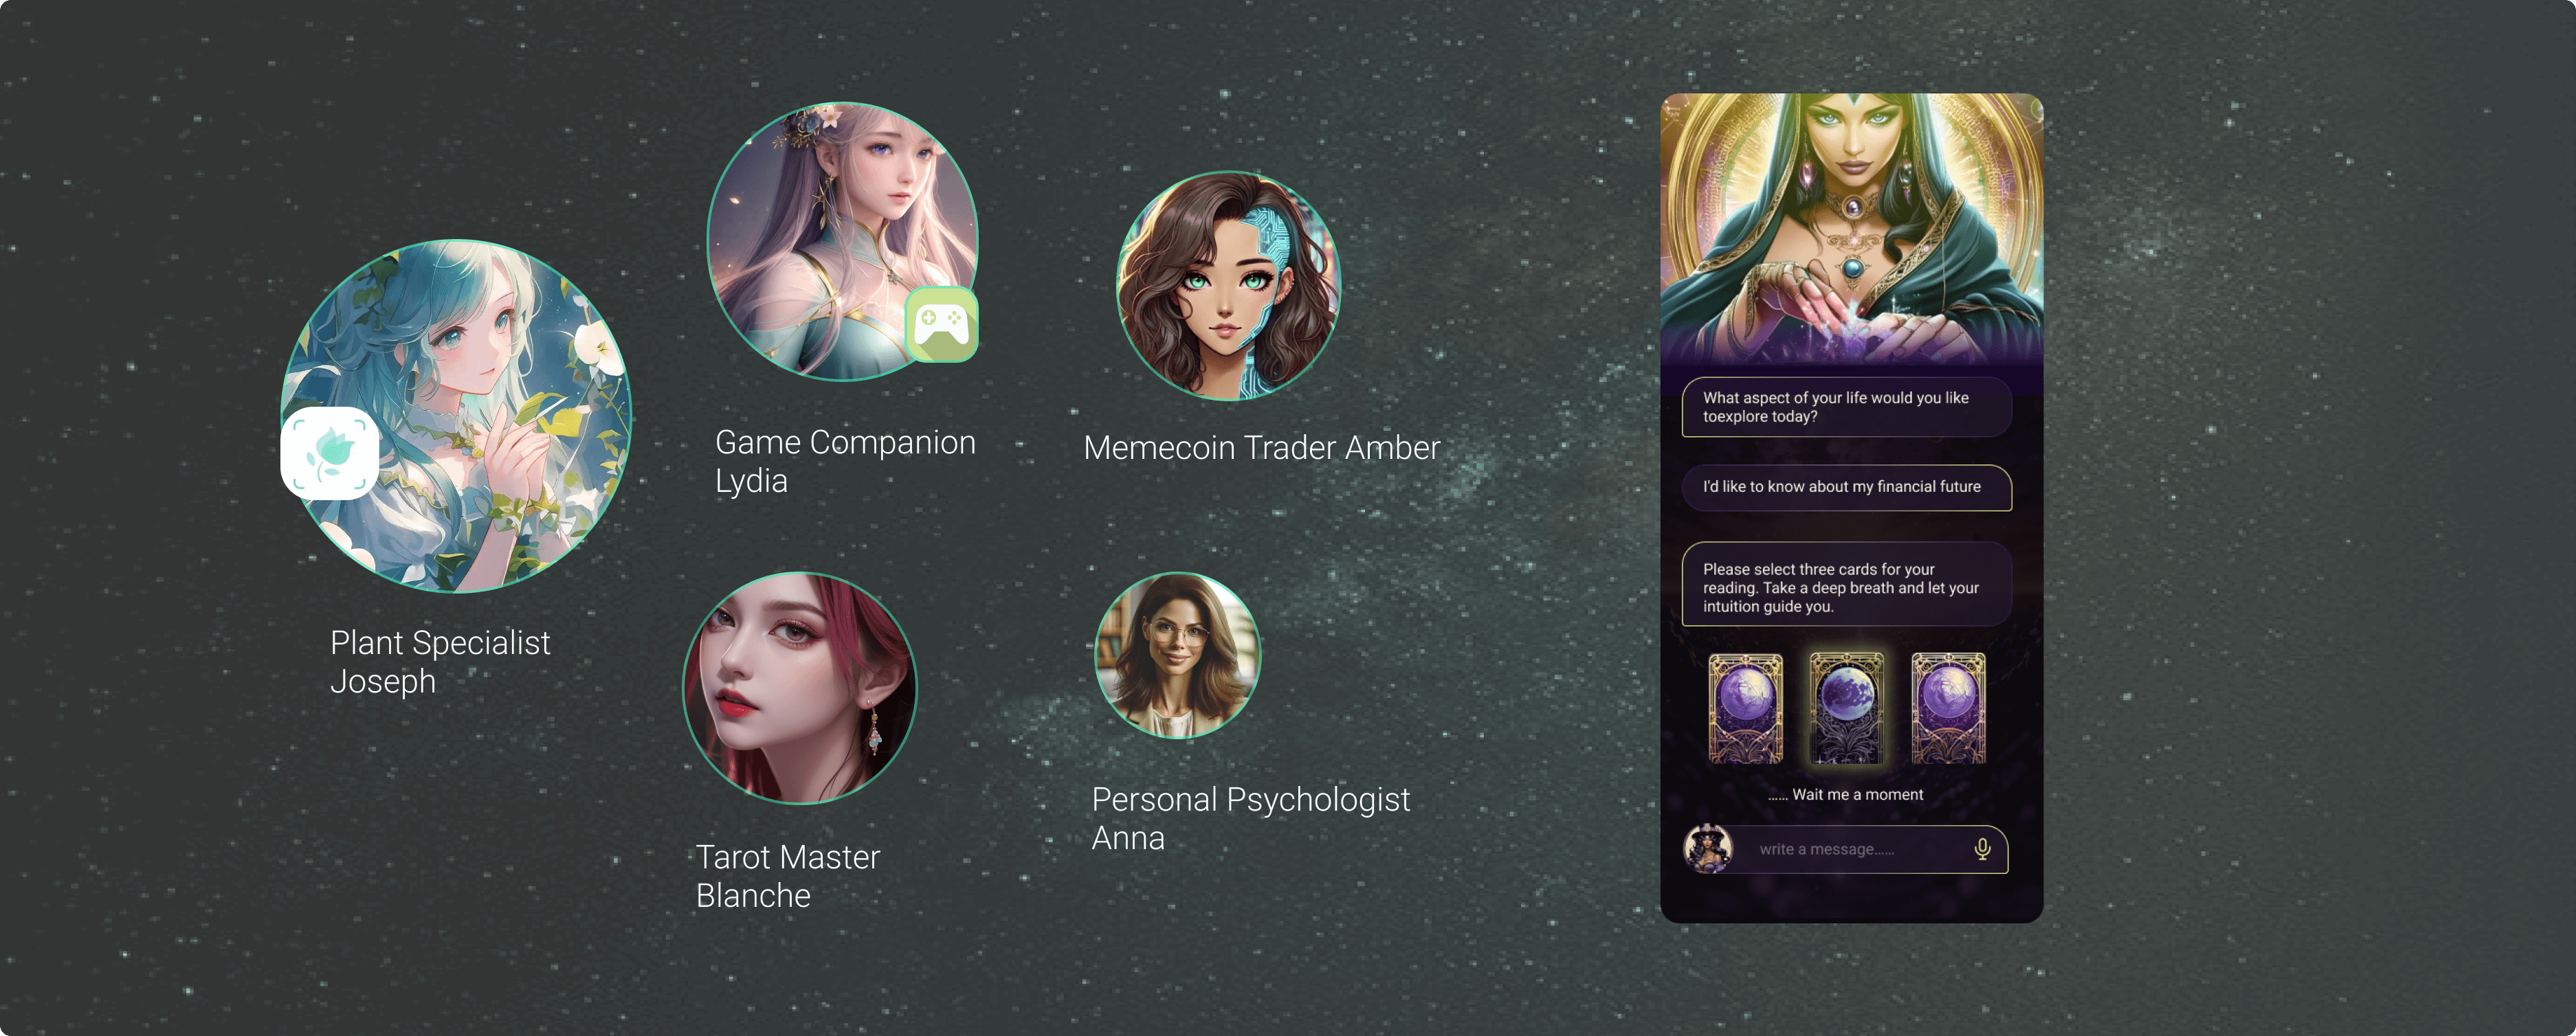 Plant Specialist
Joseph
Game Companion
Lydia
Memecoin Trader Amber
Tarot Master
Blanche
Personal Psychologist
Anna
What aspect of your life would you like
toexplore today?
I'd like to know about my financial future
Please select three cards for your
reading. Take a deep breath and let your
intuition guide you.
...... Wait me a moment
write a message......